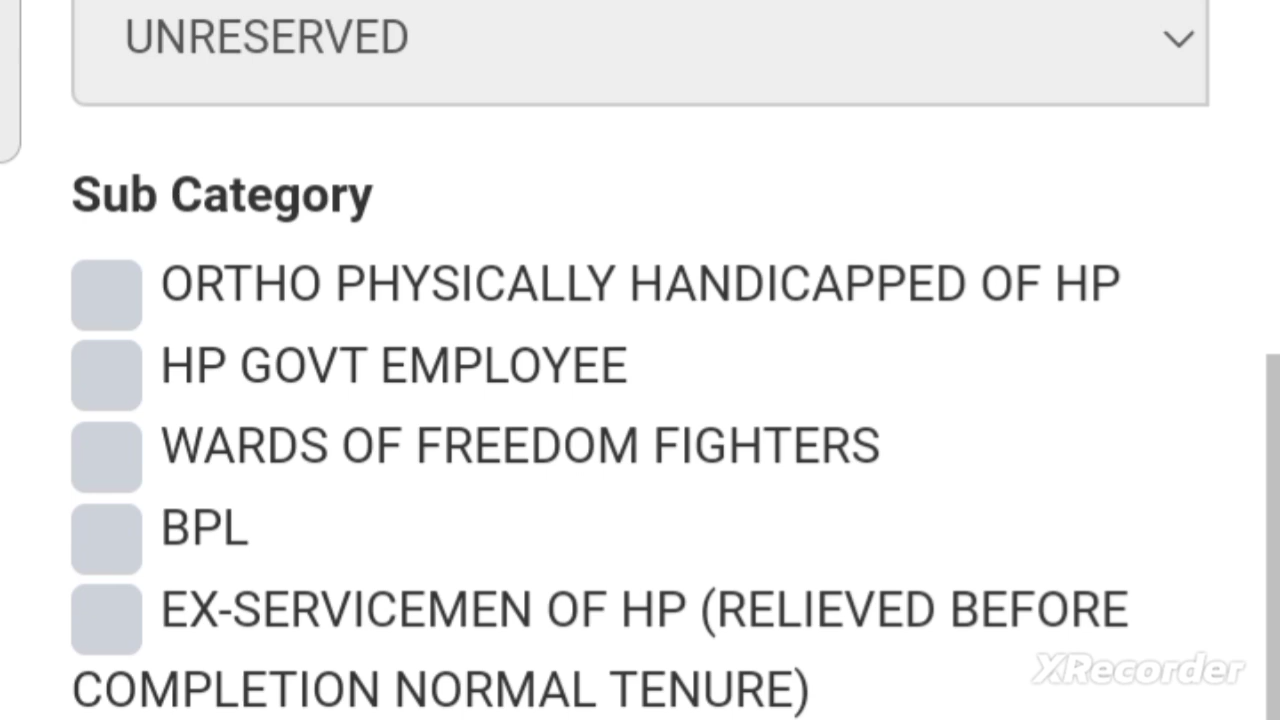 UNRESERVED
Sub Category
ORTHO PHYSICALLY HANDICAPPED OF HP
HP GOVT EMPLOYEE
WARDS OF FREEDOM FIGHTERS
BPL
EX-SERVICEMEN OF HP (RELIEVED BEFORE
COMPLETION NORMAL TENURE)
XRecorder